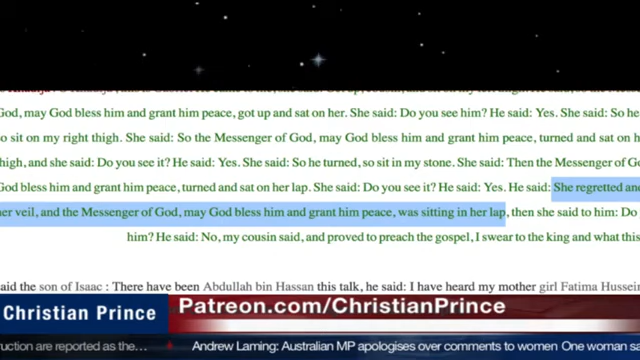 God, may God bless him and grant him peace, got up and sat on her. She said: Do you see him? He said: Yes. She said: So he
so sit on my right thigh. She said: So the Messenger of God, may God bless him and grant him peace, turned and sat on h
thigh, and she said: Do you see it? He said: Yes. She said: So he turned, so sit in my stone. She said: Then the Messenger of Go
God bless him and grant him peace, turned and sat on her lap. She said: Do you see it? He said: Yes. He said: She regretted and
her veil, and the Messenger of God, may God bless him and grant him peace, was sitting in her lap, then she said to him: Do
him? He said: No, my cousin said, and proved to preach the gospel, I swear to the king and what this
said the son of Isaac : There have been Abdullah bin Hassan this talk, he said: I have heard my mother girl Fatima Hussein
Christian Prince
Patreon.com/ChristianPrince
ruction are reported as the... Andrew Laming: Australian MP apologises over comments to women One woman sa